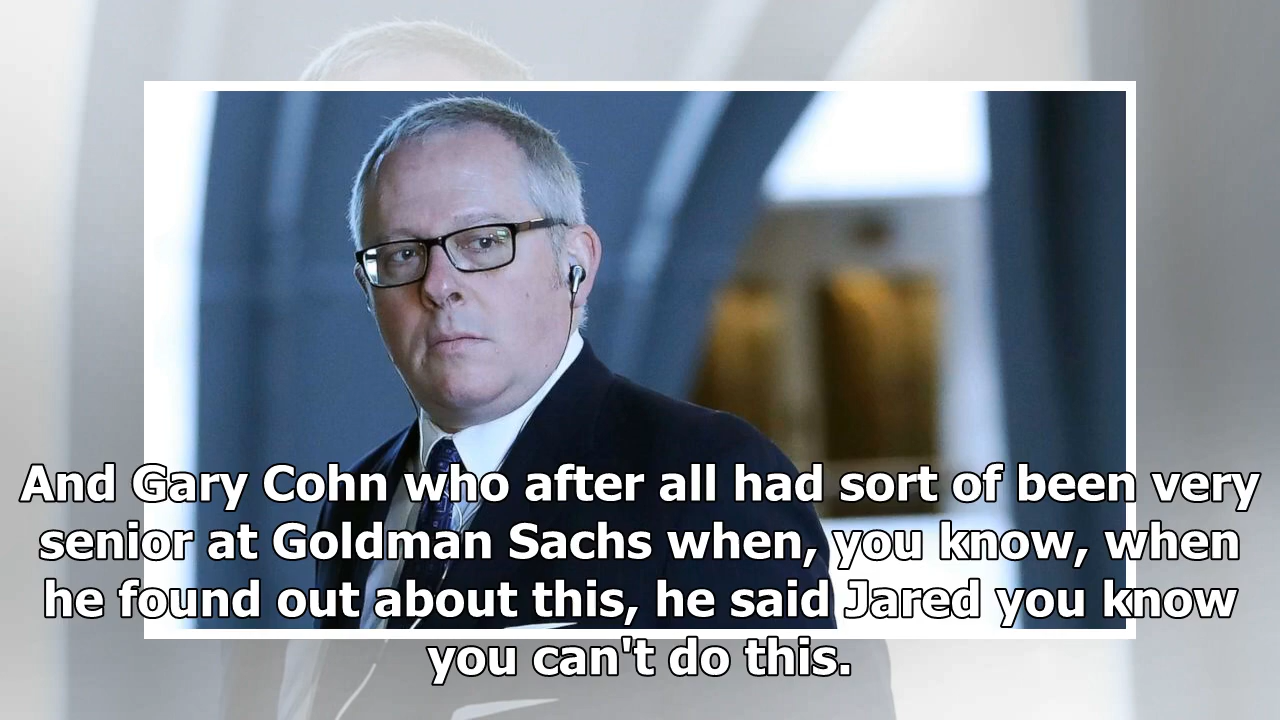 And Gary Cohn who after all had sort of been very
senior at Goldman Sachs when, you know, when
he found out about this, he said Jared you know
you can't do this.